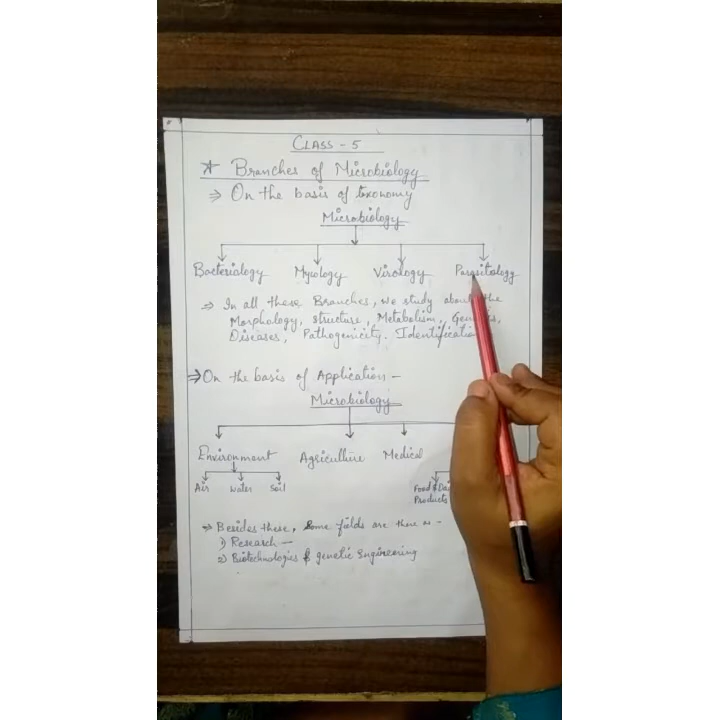 CLASS - 5
* Branches of Microbiology
⇒ On the basis of taxonomy
Microbiology
Bacteriology Mycology Virology Parasitology
⇒ In all these Branches, we study about the
Morphology, Structure, Metabolism,
Diseases, Pathogenicity. Identification
⇒ On the basis of Application -
Microbiology
Environment Agriculture Medical
Air water Soil
Food &
Products
⇒ Besides these, Some fields are there as -
1) Research -
2) Biotechnologies & genetic Engineering